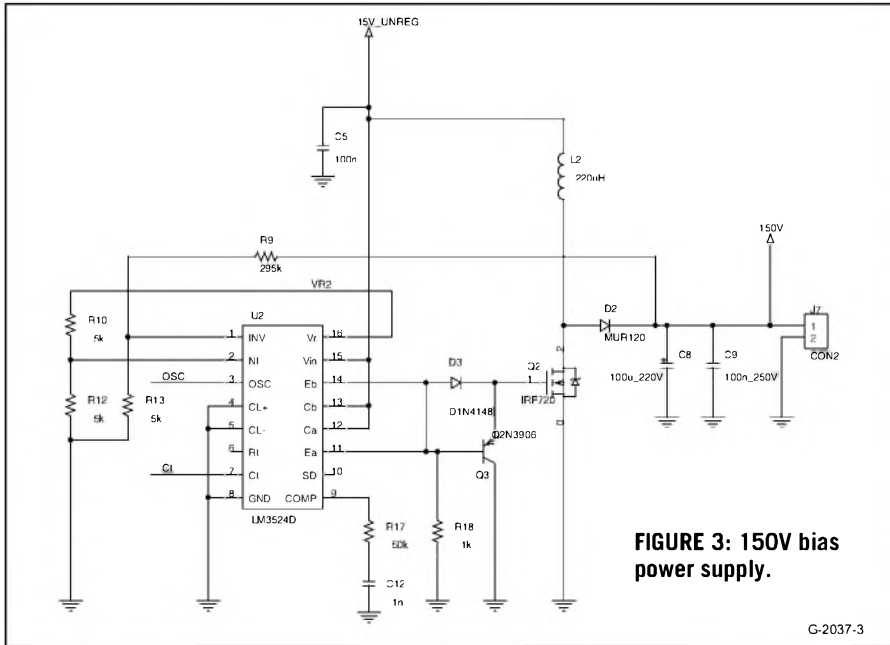 15V_UNREG
C5
100n
L2
220uH
R9
295k
150V
VR2
U2
D2
MUR120
J7
1
2
CON2
R10
5k
1 INV Vr 16
2 NI Vin 15
OSC 3 OSC Eb 14
4 CL+ Cb 13
5 CL- Ca 12
6 Rt Ea 11
Ct 7 Ct SD 10
8 GND COMP 9
LM3524D
R12
5k
R13
5k
D3
D1N4148
Q2
1
2
IRF720
Q2N3906
Q3
C8
100u_220V
C9
100n_250V
R17
50k
R18
1k
C12
1n
FIGURE 3: 150V bias
power supply.
G-2037-3